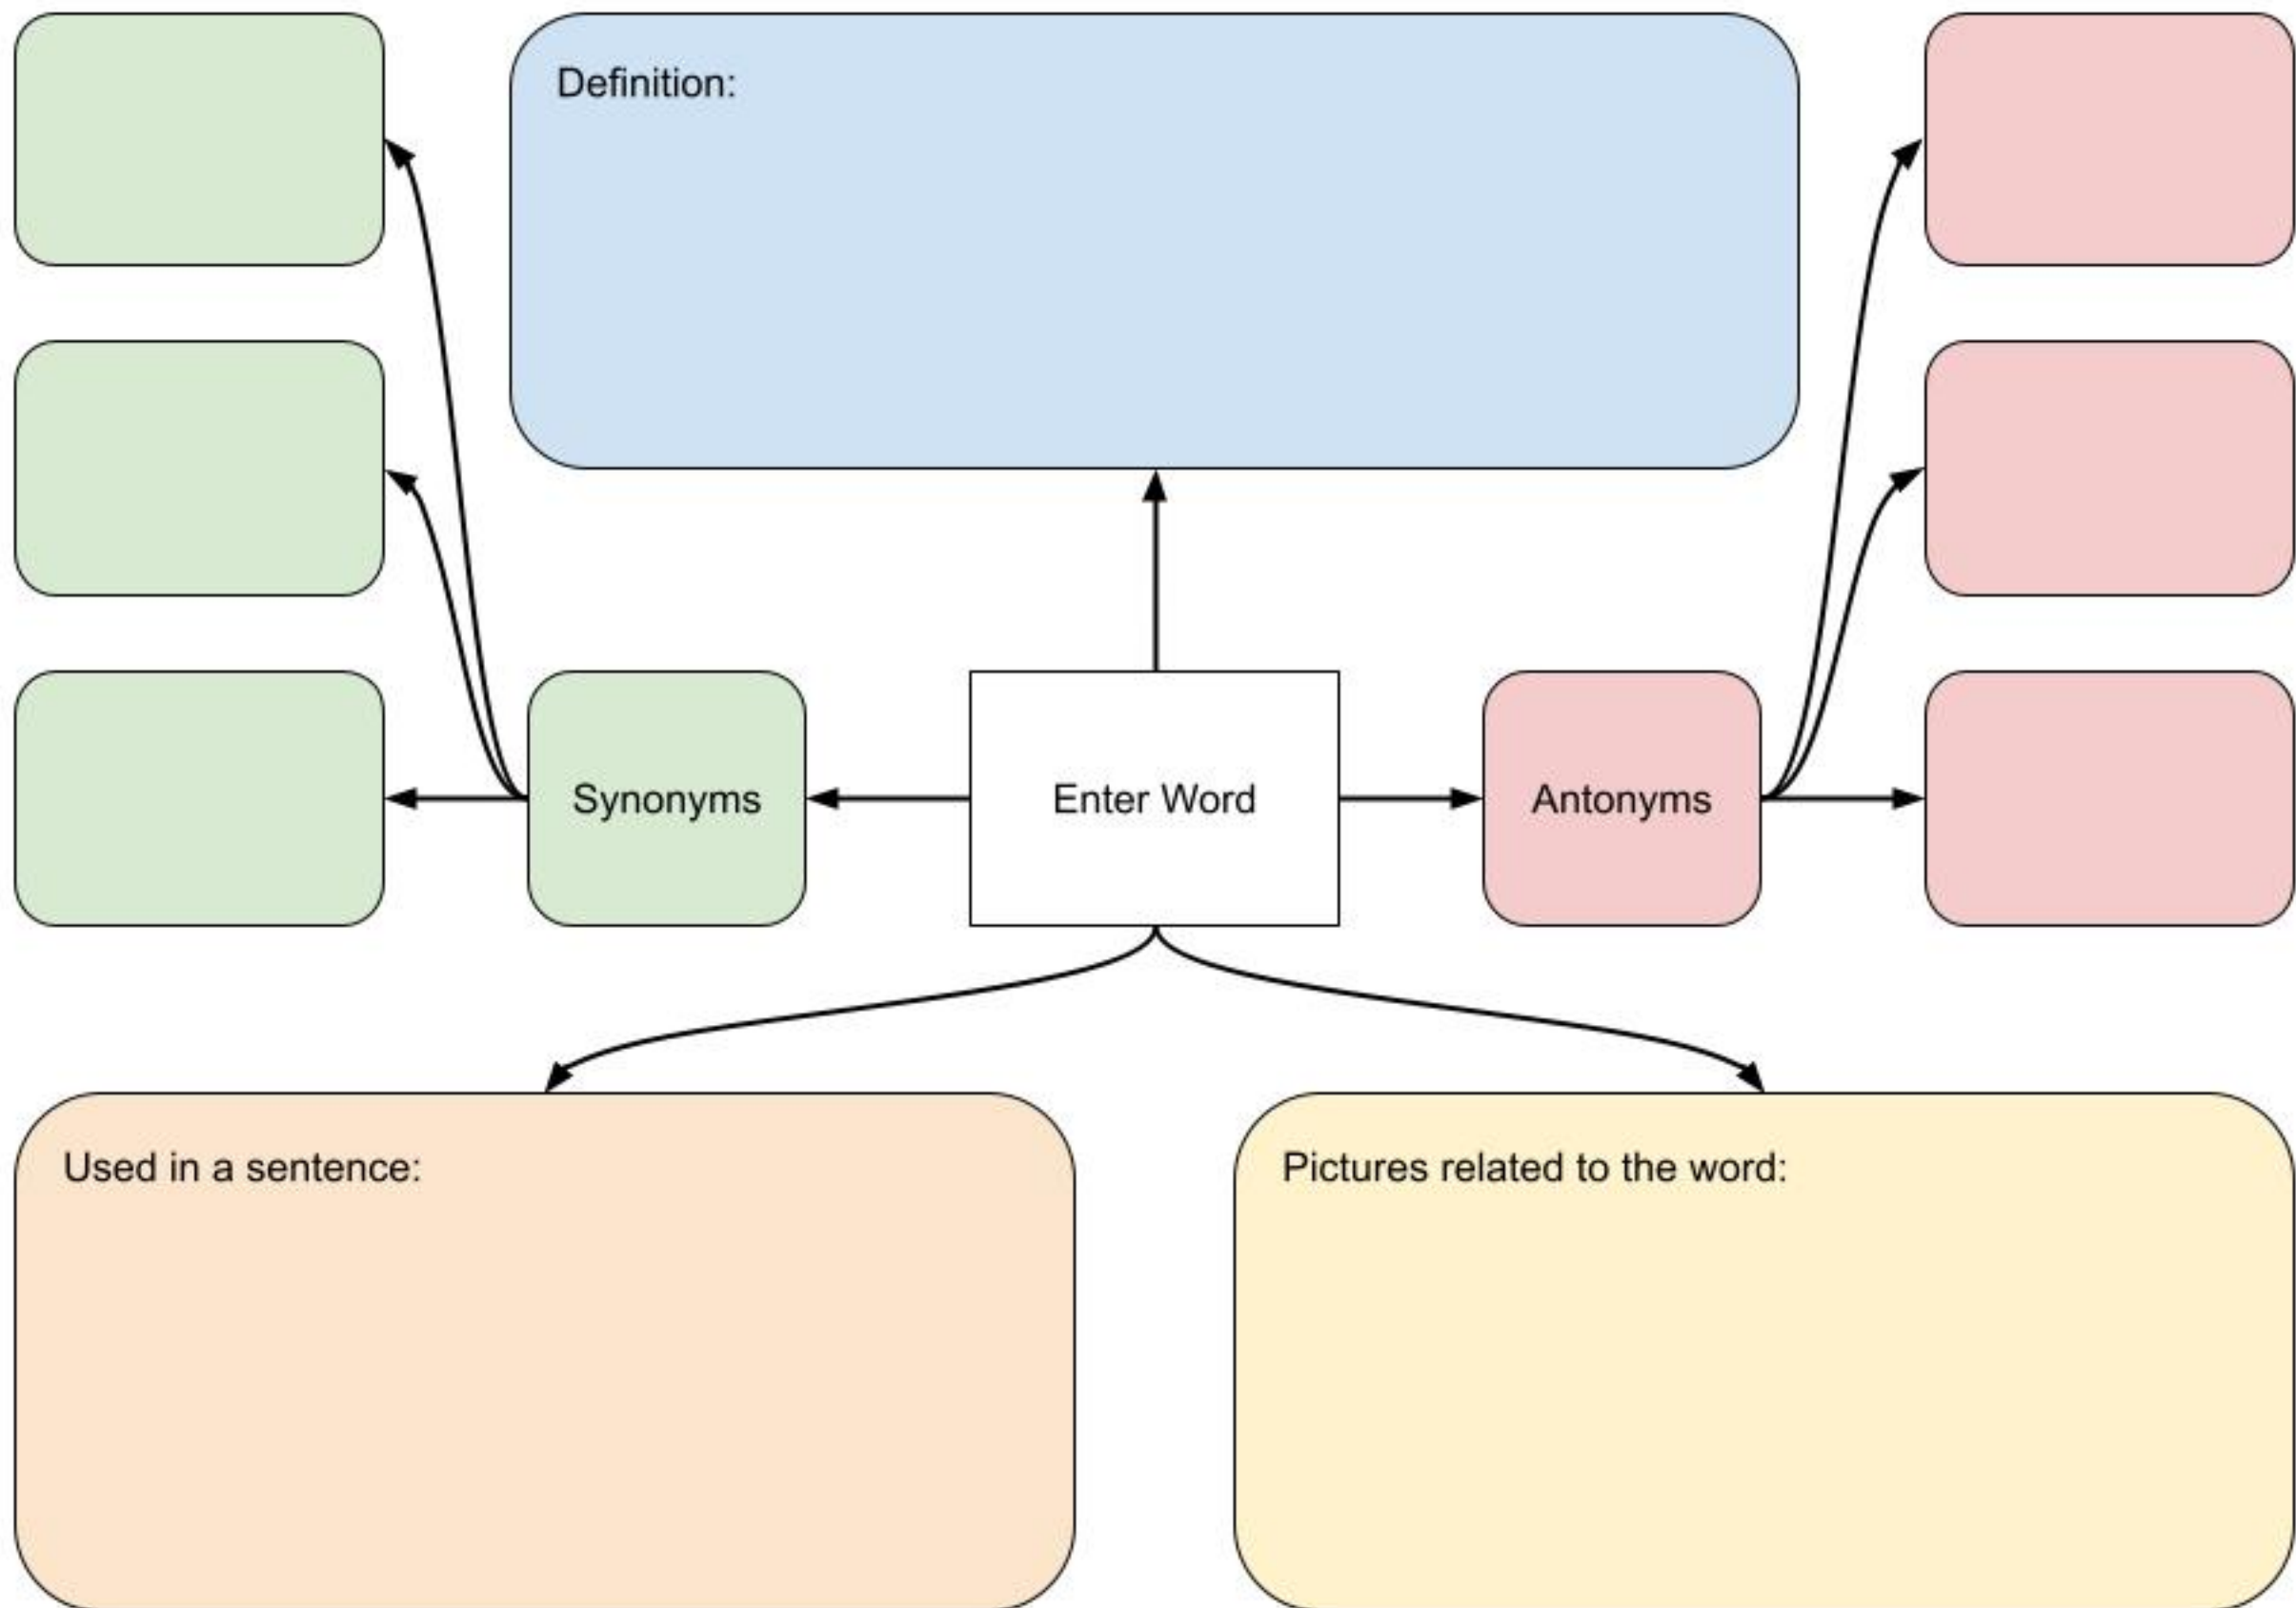 Definition:
Synonyms
Enter Word
Antonyms
Used in a sentence:
Pictures related to the word: